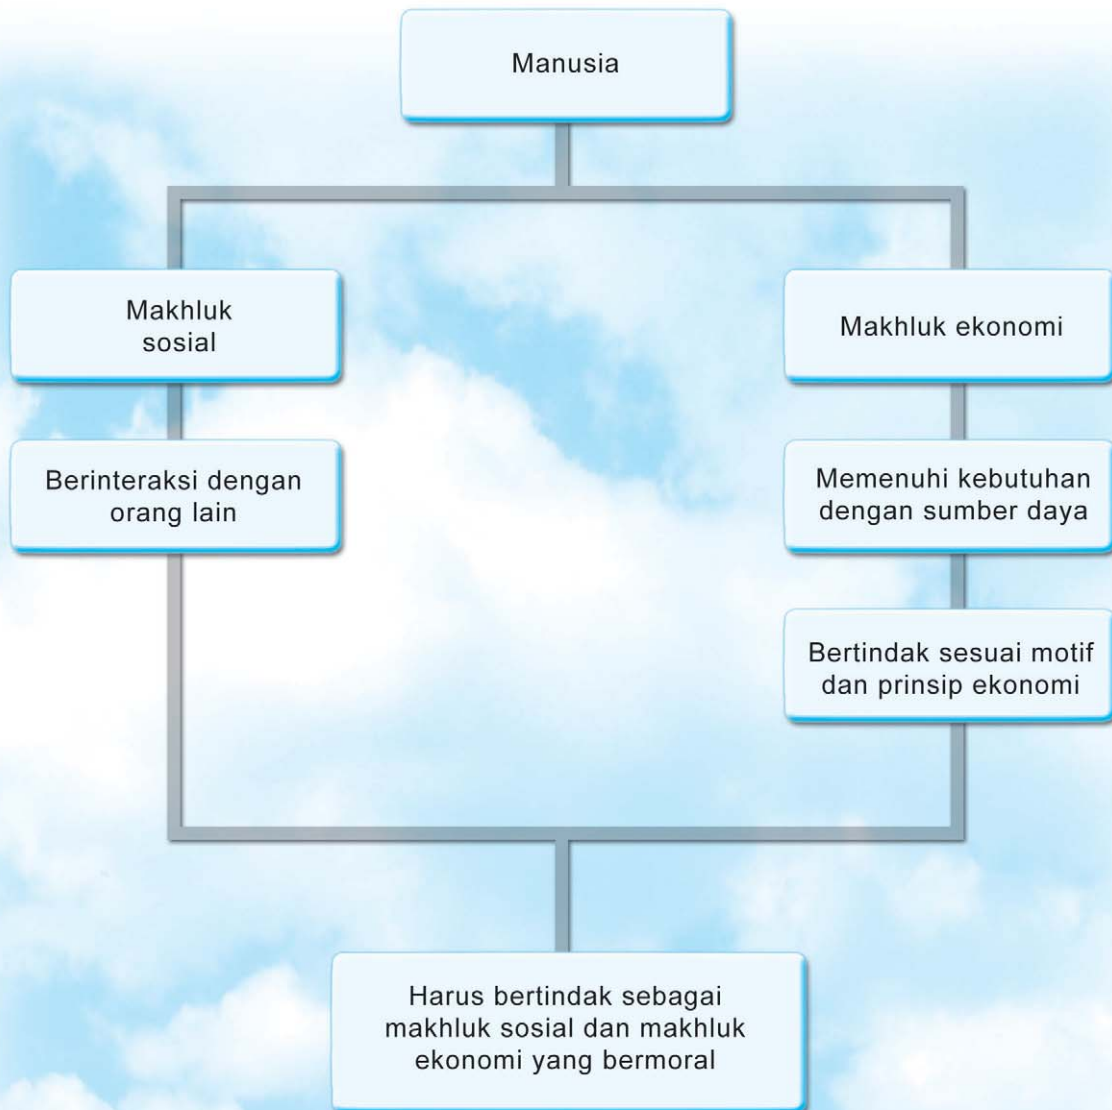 Manusia
Makhluk
sosial
Makhluk ekonomi
Berinteraksi dengan
orang lain
Memenuhi kebutuhan
dengan sumber daya
Bertindak sesuai motif
dan prinsip ekonomi
Harus bertindak sebagai
makhluk sosial dan makhluk
ekonomi yang bermoral